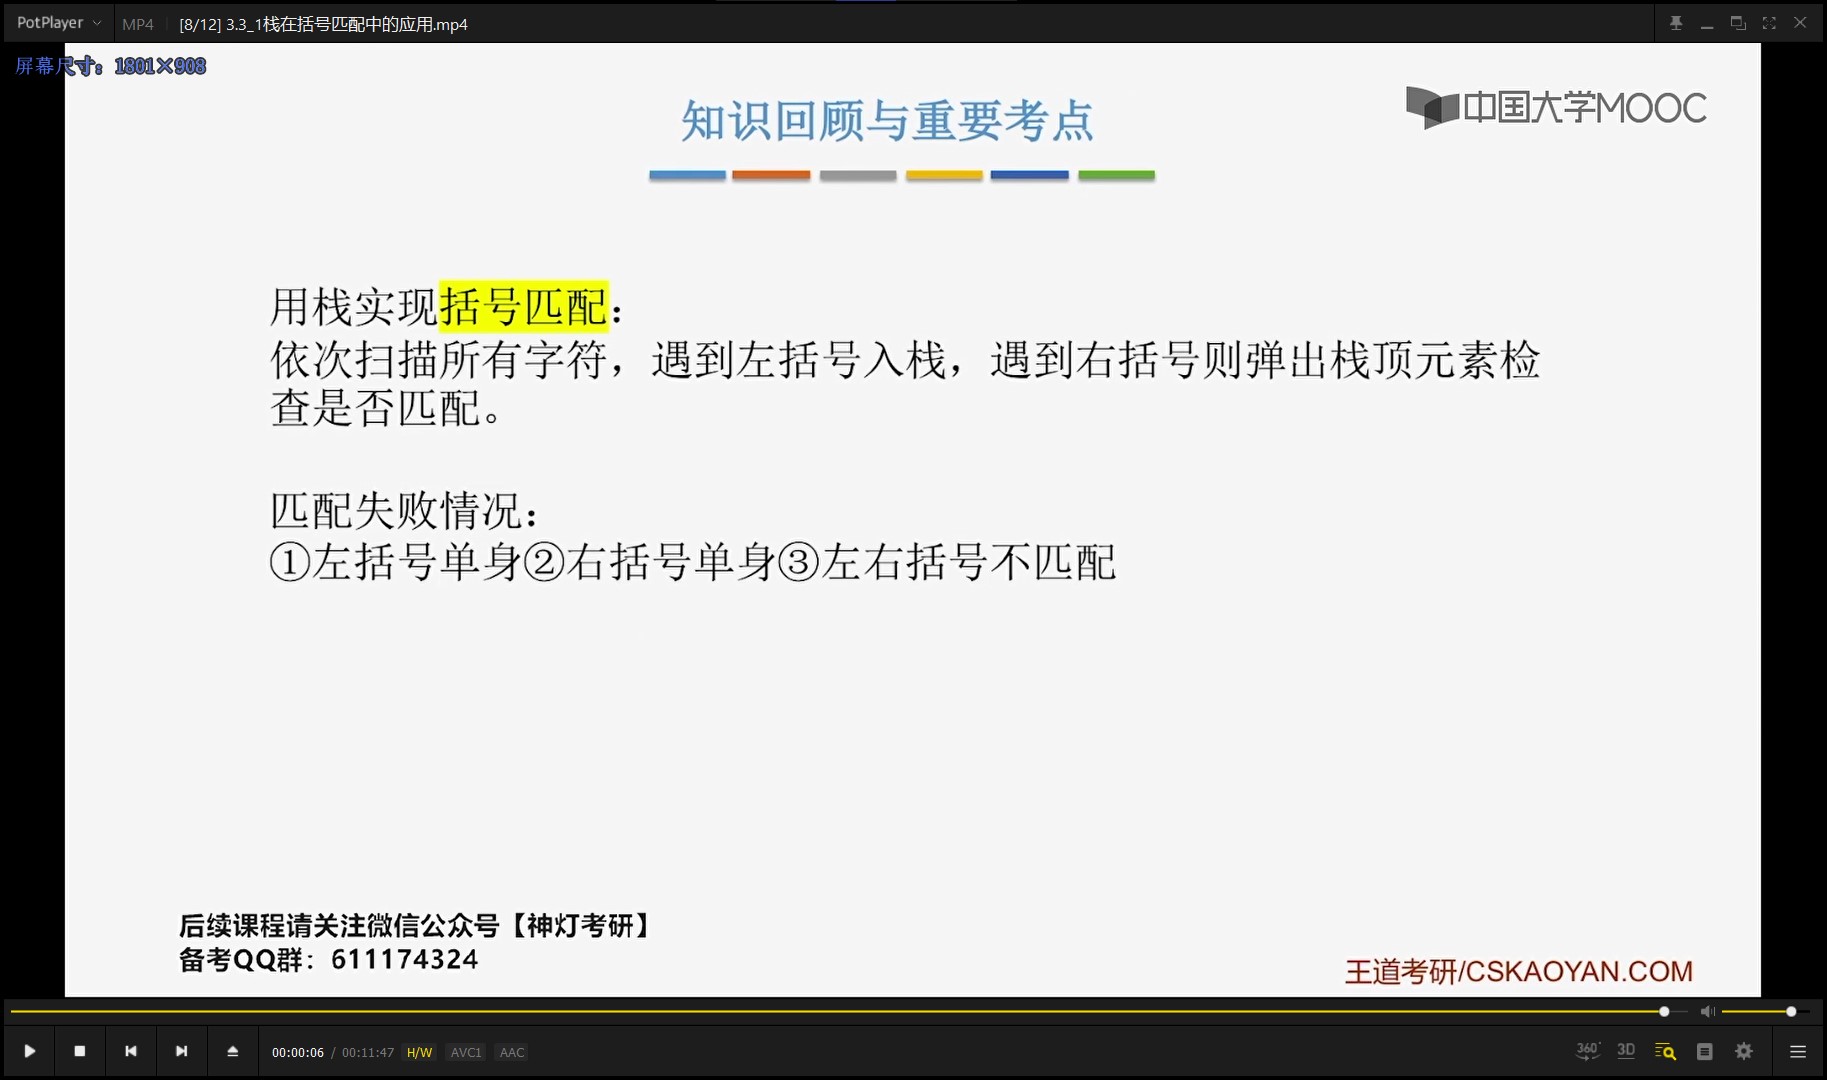 PotPlayer MP4 [8/12] 3.3_1栈在括号匹配中的应用.mp4
屏幕尺寸：1801×908
中国大学MOOC
知识回顾与重要考点
用栈实现括号匹配：
依次扫描所有字符，遇到左括号入栈，遇到右括号则弹出栈顶元素检
查是否匹配。
匹配失败情况：
①左括号单身②右括号单身③左右括号不匹配
后续课程请关注微信公众号【神灯考研】
备考QQ群：611174324
王道考研/CSKAOYAN.COM
00:00:06 / 00:11:47 H/W AVC1 AAC 360° 3D